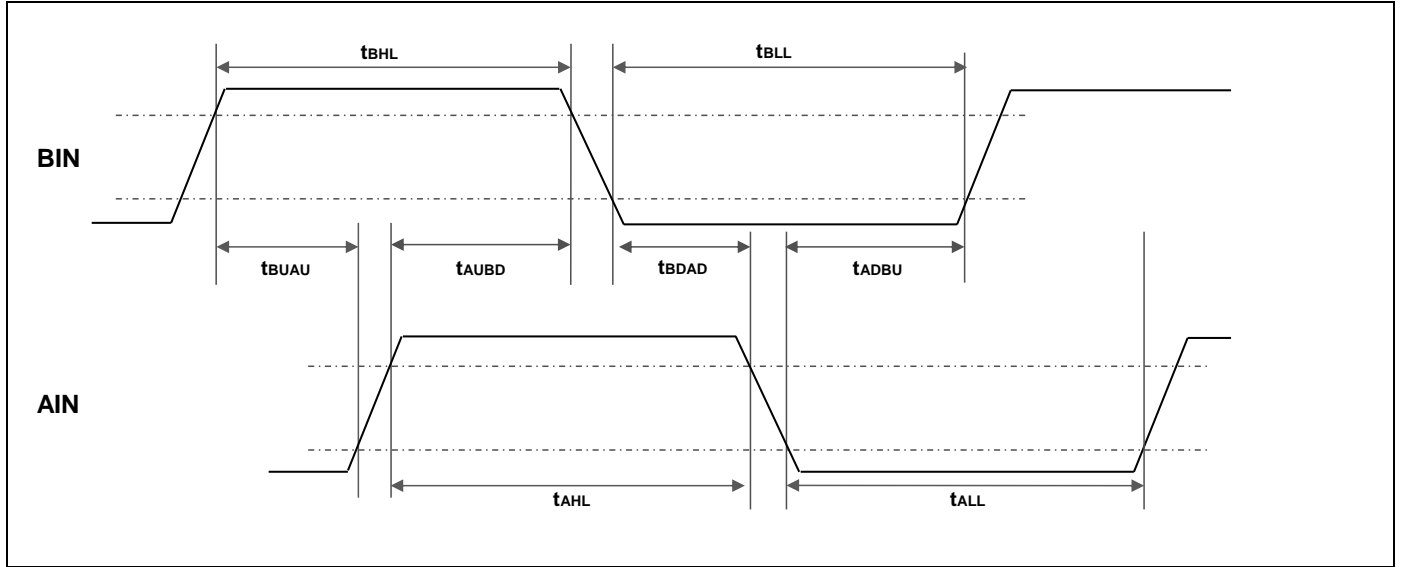 tBHL
tBLL
BIN
tBUAU
tAUBD
tBDAD
tADBU
AIN
tAHL
tALL